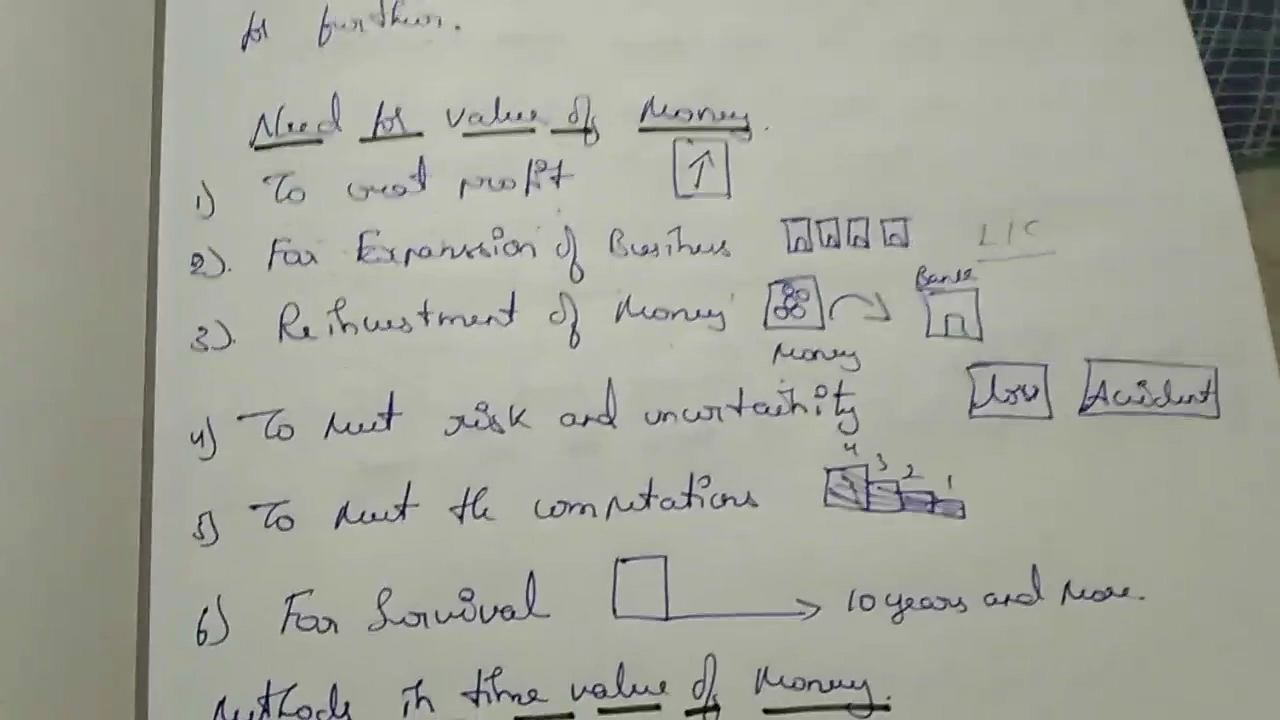 for further.
Need for value of Money.
1) To meet profit ↑
2). For Expansion of Business LIC
3). Reinvestment of Money Bank
Money
4) To meet risk and uncertainity loss Acident
4 3 2 1
5) To meet the competations
6) For Survival → 10 years and More.
Methods in time value of Money.